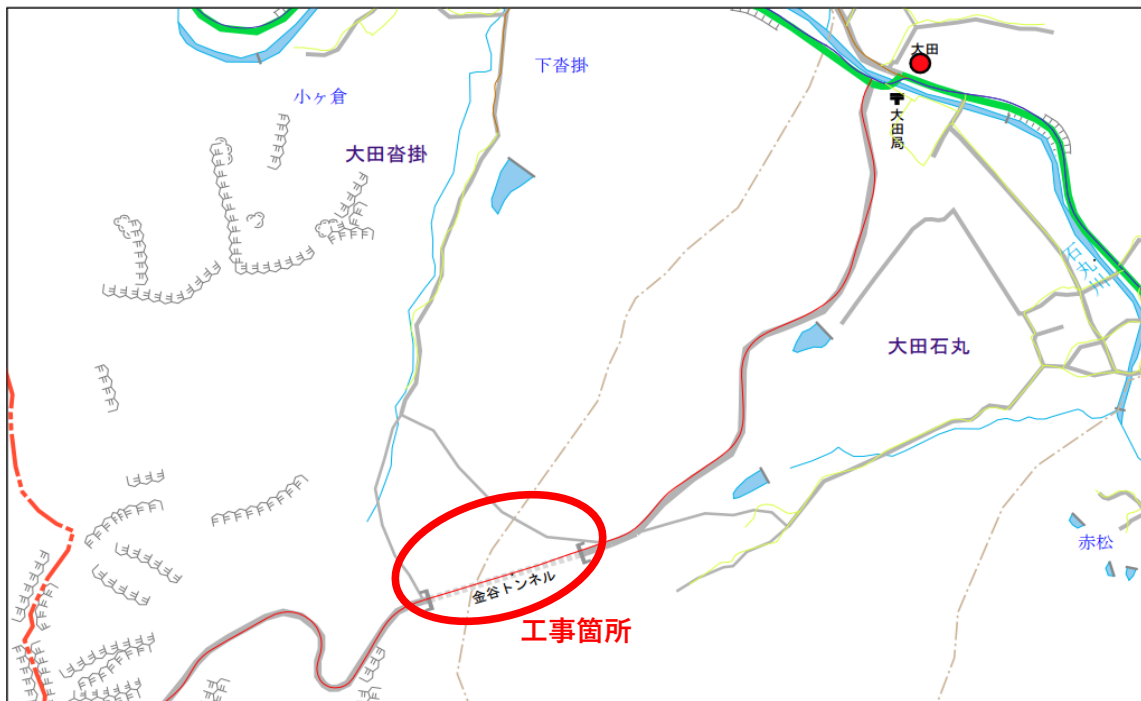 大田
下沓掛
小ヶ倉
大田局
大田沓掛
石丸川
大田石丸
赤松
金谷トンネル
工事箇所